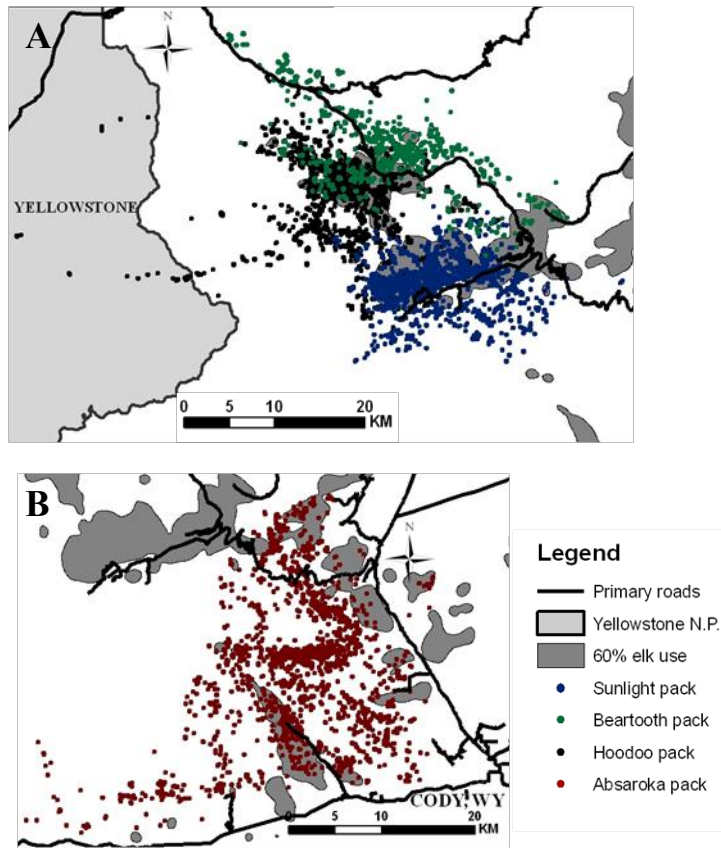 A
N
YELLOWSTONE
0 5 10 20
KM
B
N
CODY, WY
0 5 10 20
KM
Legend
Primary roads
Yellowstone N.P.
60% elk use
Sunlight pack
Beartooth pack
Hoodoo pack
Absaroka pack